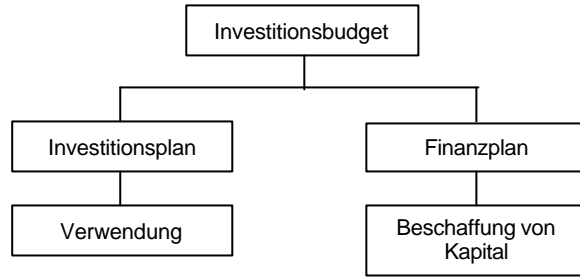 Investitionsbudget
Investitionsplan
Finanzplan
Verwendung
Beschaffung von
Kapital